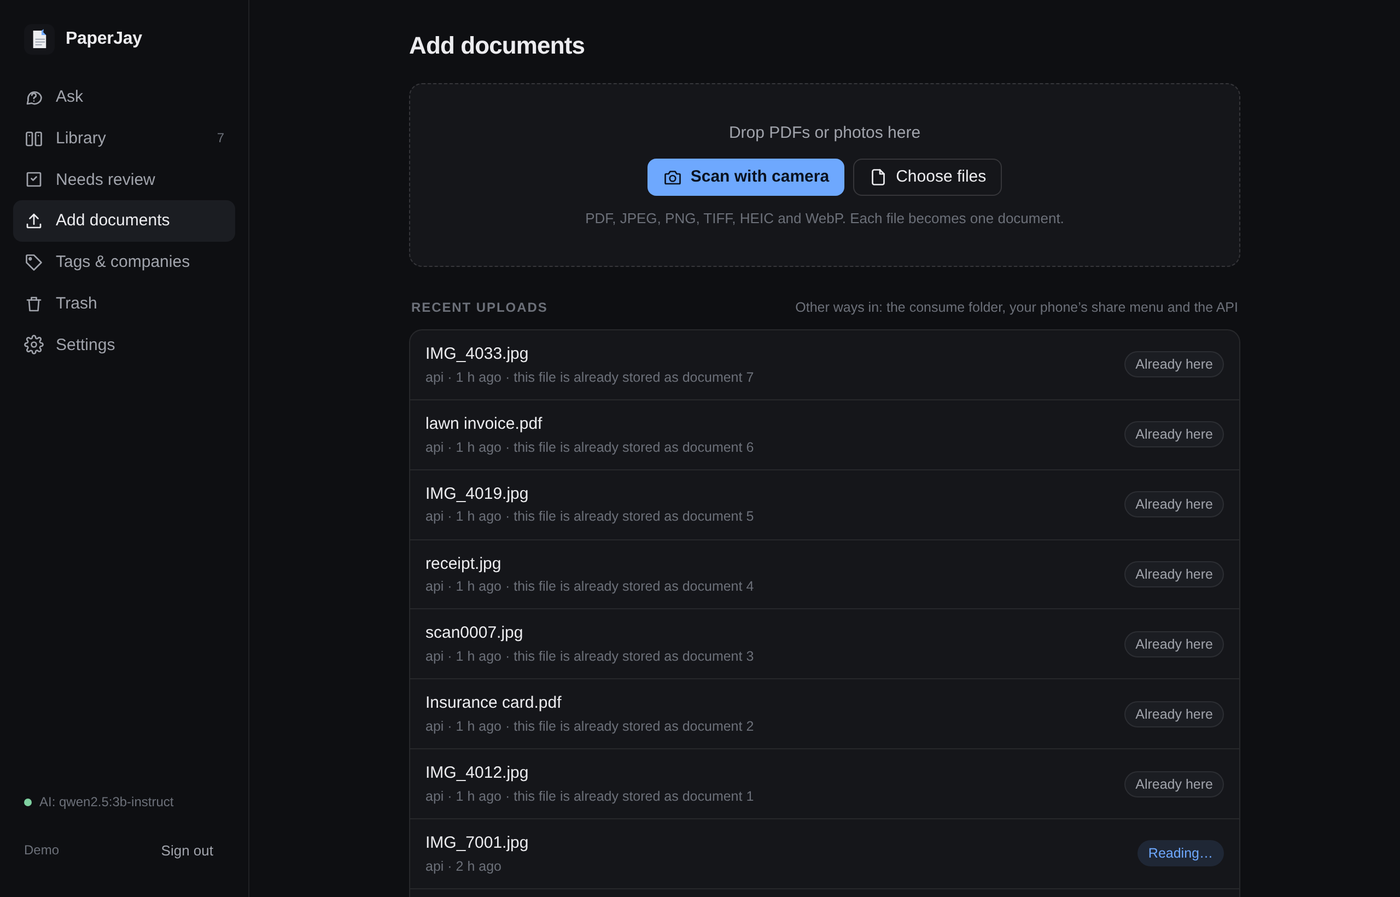 PaperJay
Ask
Library 7
Needs review
Add documents
Tags & companies
Trash
Settings
AI: qwen2.5:3b-instruct
Demo Sign out
Add documents
Drop PDFs or photos here
Scan with camera Choose files
PDF, JPEG, PNG, TIFF, HEIC and WebP. Each file becomes one document.
RECENT UPLOADS Other ways in: the consume folder, your phone’s share menu and the API
IMG_4033.jpg
api · 1 h ago · this file is already stored as document 7
Already here
lawn invoice.pdf
api · 1 h ago · this file is already stored as document 6
Already here
IMG_4019.jpg
api · 1 h ago · this file is already stored as document 5
Already here
receipt.jpg
api · 1 h ago · this file is already stored as document 4
Already here
scan0007.jpg
api · 1 h ago · this file is already stored as document 3
Already here
Insurance card.pdf
api · 1 h ago · this file is already stored as document 2
Already here
IMG_4012.jpg
api · 1 h ago · this file is already stored as document 1
Already here
IMG_7001.jpg
api · 2 h ago
Reading…